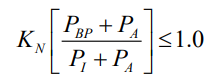 K_N [ (P_BP + P_A) / (P_I + P_A) ] ≤ 1.0